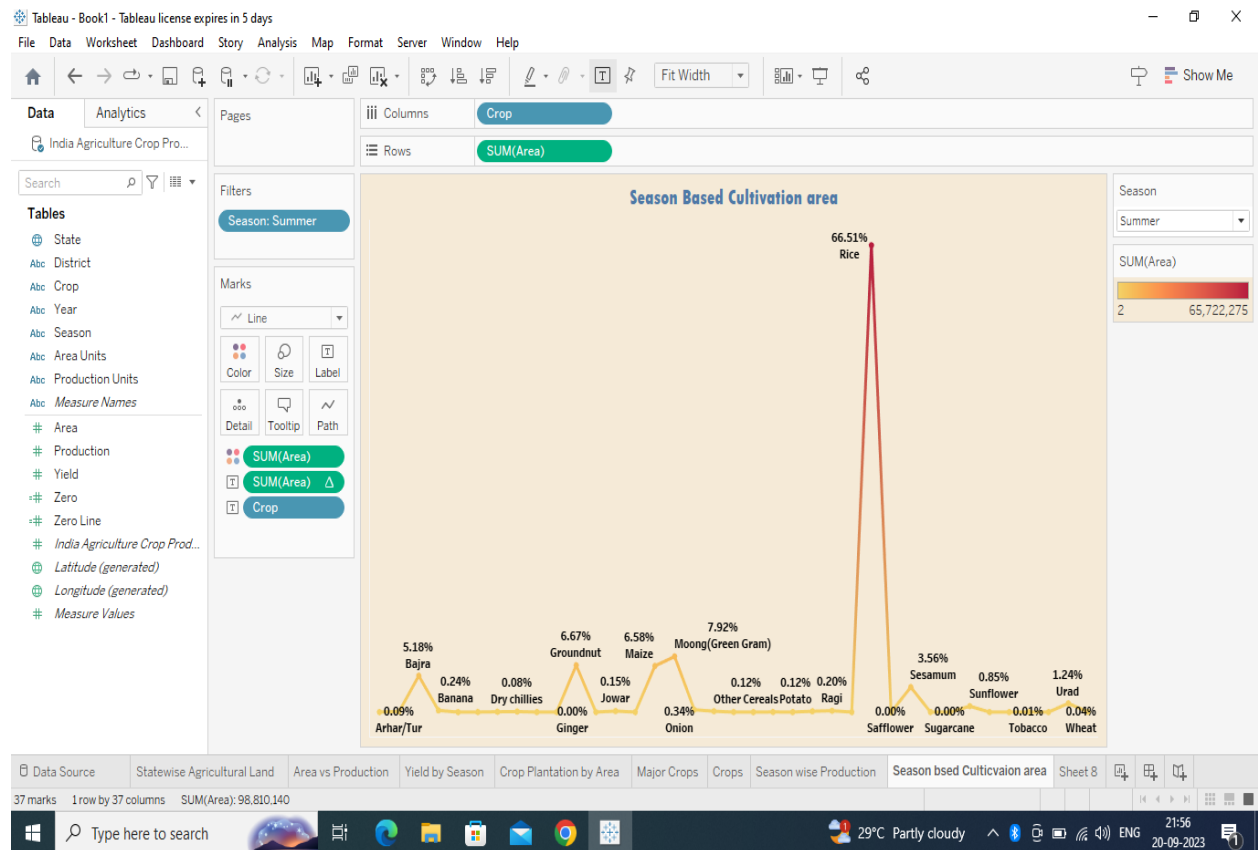 Tableau - Book1 - Tableau license expires in 5 days
File Data Worksheet Dashboard Story Analysis Map Format Server Window Help
Fit Width
Show Me
Data Analytics
India Agriculture Crop Pro...
Search
Tables
State
Abc District
Abc Crop
Abc Year
Abc Season
Abc Area Units
Abc Production Units
Abc Measure Names
# Area
# Production
# Yield
=# Zero
=# Zero Line
# India Agriculture Crop Prod...
Latitude (generated)
Longitude (generated)
# Measure Values
Pages
Filters
Season: Summer
Marks
Line
Color Size Label
Detail Tooltip Path
SUM(Area)
T SUM(Area) Δ
T Crop
Columns Crop
Rows SUM(Area)
Season Based Cultivation area
66.51%
Rice
5.18%
Bajra
0.24%
Banana
0.08%
Dry chillies
6.67%
Groundnut
0.15%
Jowar
6.58%
Maize
7.92%
Moong(Green Gram)
0.12%
Other Cereals
0.12%
Potato
0.20%
Ragi
3.56%
Sesamum
0.85%
Sunflower
1.24%
Urad
0.09%
Arhar/Tur
0.00%
Ginger
0.34%
Onion
0.00%
Safflower
0.00%
Sugarcane
0.01%
Tobacco
0.04%
Wheat
Season
Summer
SUM(Area)
2 65,722,275
Data Source Statewise Agricultural Land Area vs Production Yield by Season Crop Plantation by Area Major Crops Crops Season wise Production Season bsed Culticvaion area Sheet 8
37 marks 1 row by 37 columns SUM(Area): 98,810.140
Type here to search
29°C Partly cloudy
ENG
21:56
20-09-2023
1